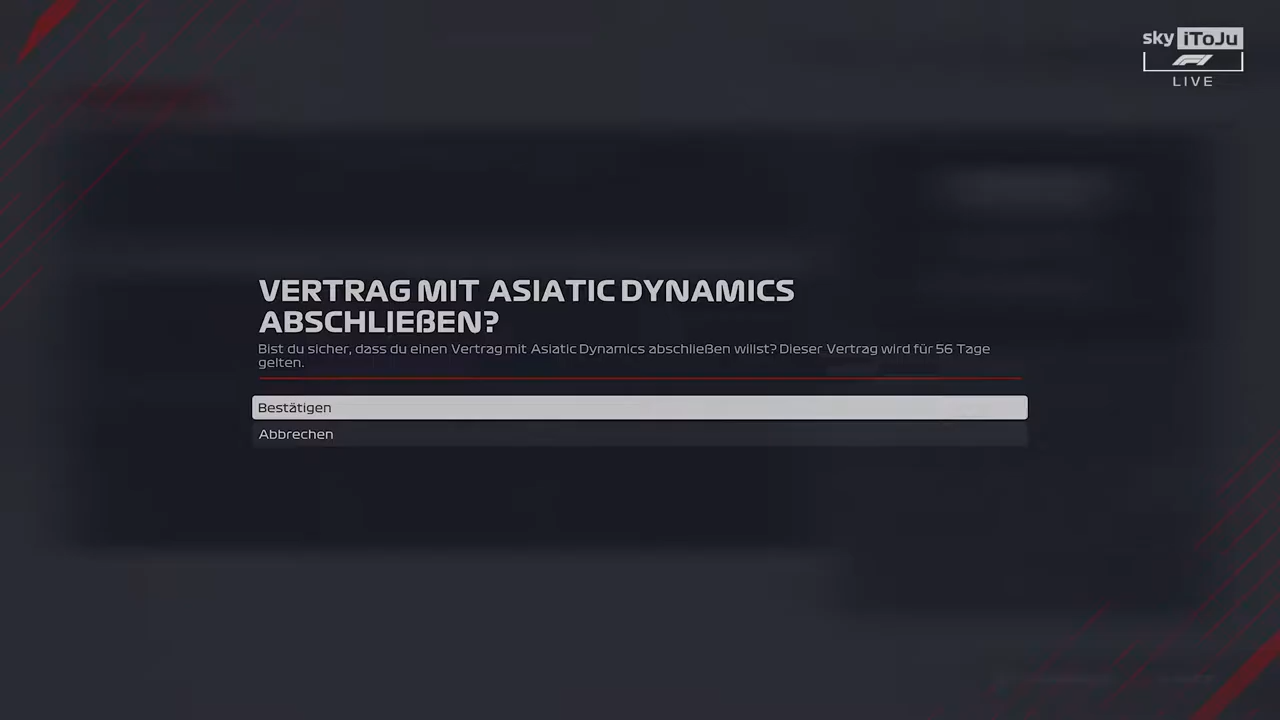 sky iToJu
F1
LIVE
VERTRAG MIT ASIATIC DYNAMICS
ABSCHLIEßEN?
Bist du sicher, dass du einen Vertrag mit Asiatic Dynamics abschließen willst? Dieser Vertrag wird für 56 Tage
gelten.
Bestätigen
Abbrechen